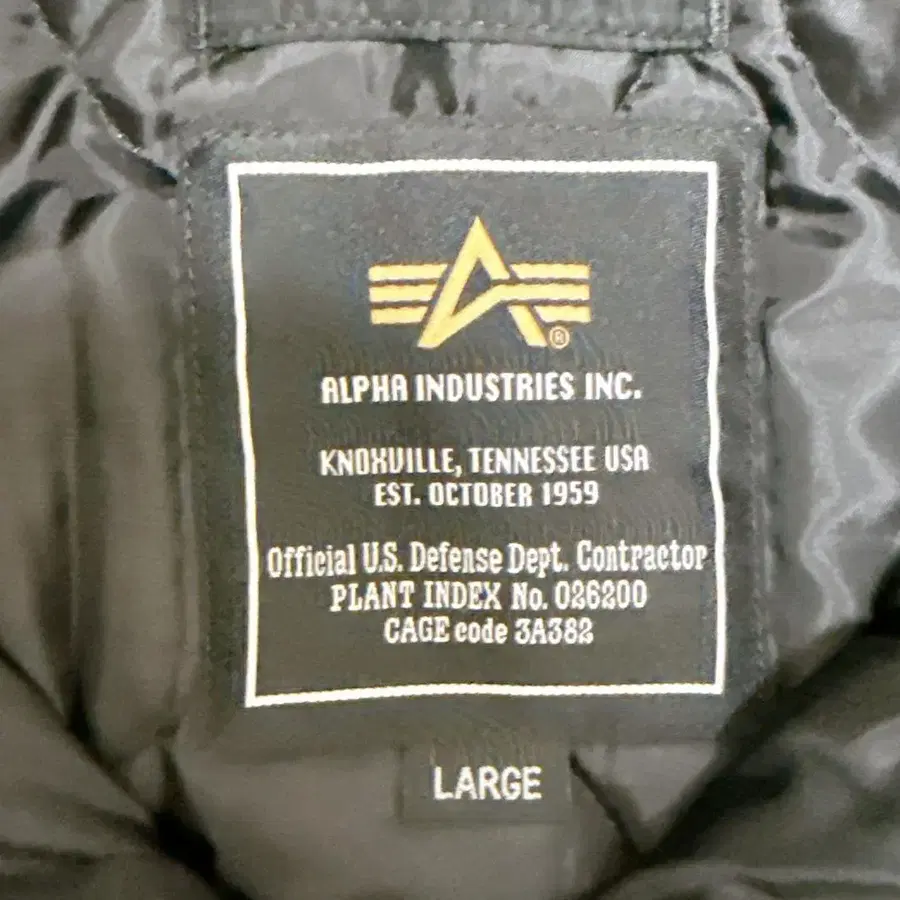 ®
ALPHA INDUSTRIES INC.
KNOXVILLE, TENNESSEE USA
EST. OCTOBER 1959
Official U.S. Defense Dept. Contractor
PLANT INDEX No. 026200
CAGE code 3A382
LARGE